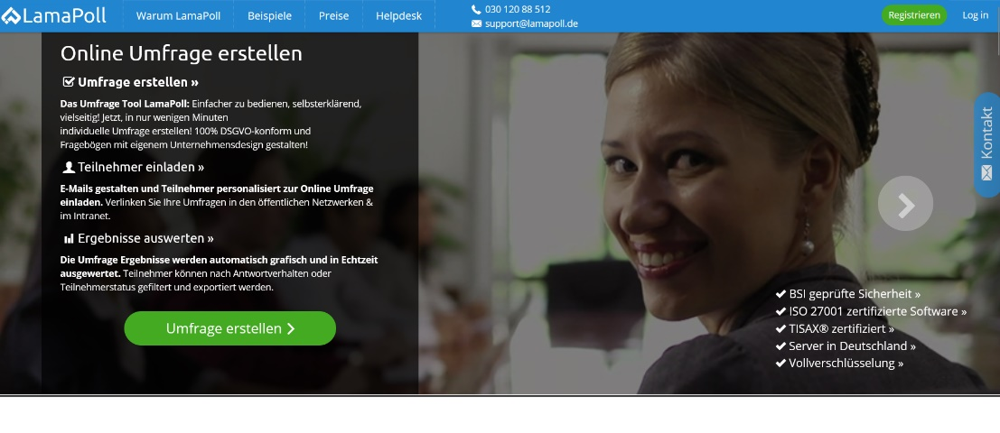 LamaPoll
Warum LamaPoll
Beispiele
Preise
Helpdesk
030 120 88 512
support@lamapoll.de
Registrieren
Log in
Online Umfrage erstellen
Umfrage erstellen »
Das Umfrage Tool LamaPoll: Einfacher zu bedienen, selbsterklärend,
vielseitig! Jetzt, in nur wenigen Minuten
individuelle Umfrage erstellen! 100% DSGVO-konform und
Fragebögen mit eigenem Unternehmensdesign gestalten!
Teilnehmer einladen »
E-Mails gestalten und Teilnehmer personalisiert zur Online Umfrage
einladen. Verlinken Sie Ihre Umfragen in den öffentlichen Netzwerken &
im Intranet.
Ergebnisse auswerten »
Die Umfrage Ergebnisse werden automatisch grafisch und in Echtzeit
ausgewertet. Teilnehmer können nach Antwortverhalten oder
Teilnehmerstatus gefiltert und exportiert werden.
Umfrage erstellen
BSI geprüfte Sicherheit »
ISO 27001 zertifizierte Software »
TISAX® zertifiziert »
Server in Deutschland »
Vollverschlüsselung »
Kontakt